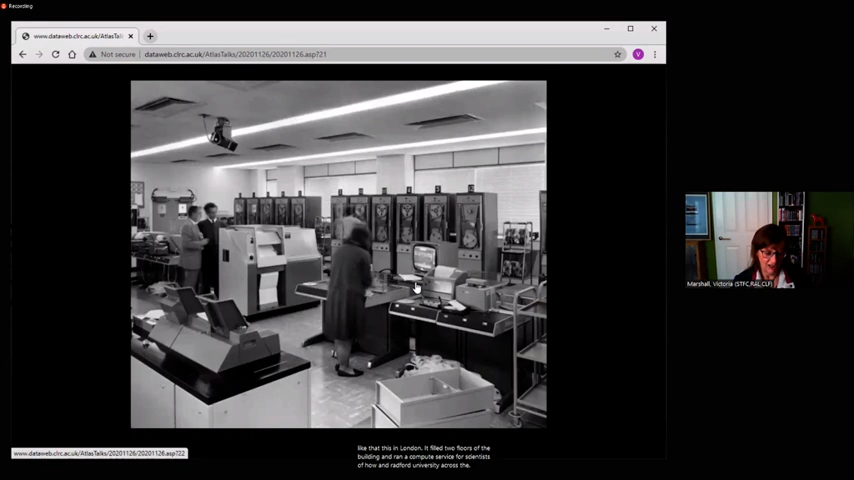 Recording
www.dataweb.clrc.ac.uk/AtlasTalk
Not secure
dataweb.clrc.ac.uk/AtlasTalks/20201126/20201126.asp?21
V
Marshall, Victoria (STFC,RAL,CLF)
www.dataweb.clrc.ac.uk/AtlasTalks/20201126/20201126.asp?22
like that this in London. It filled two floors of the
building and ran a compute service for scientists
of how and radford university across the.